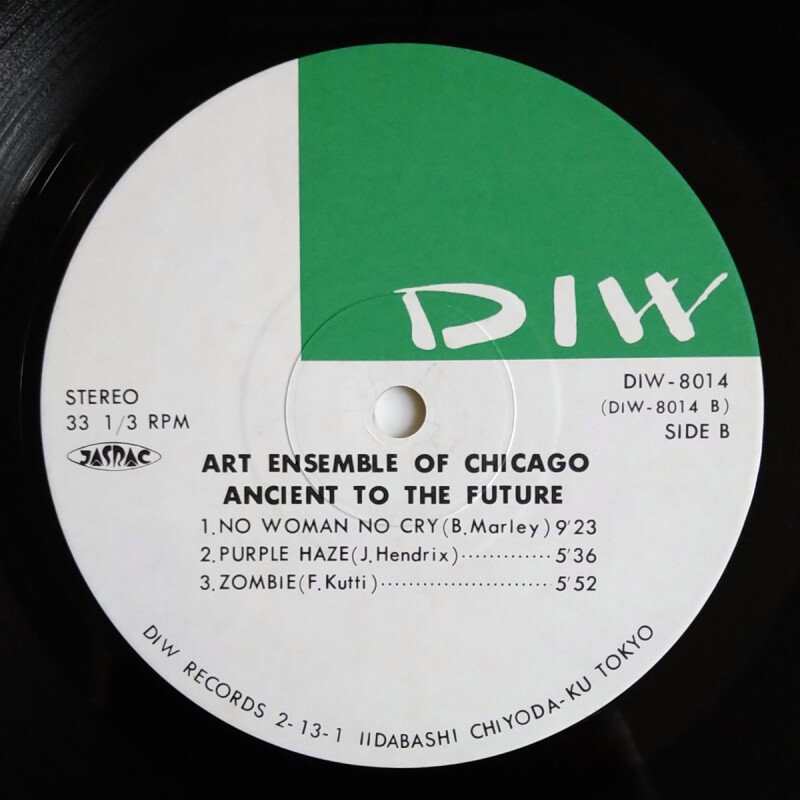 DIW
STEREO
33 1/3 RPM
JASRAC
DIW-8014
(DIW-8014 B)
SIDE B
ART ENSEMBLE OF CHICAGO
ANCIENT TO THE FUTURE
1.NO WOMAN NO CRY(B.Marley)9'23
2.PURPLE HAZE(J.Hendrix)·············5'36
3.ZOMBIE(F.Kutti)························5'52
DIW RECORDS 2-13-1 IIDABASHI CHIYODA-KU TOKYO